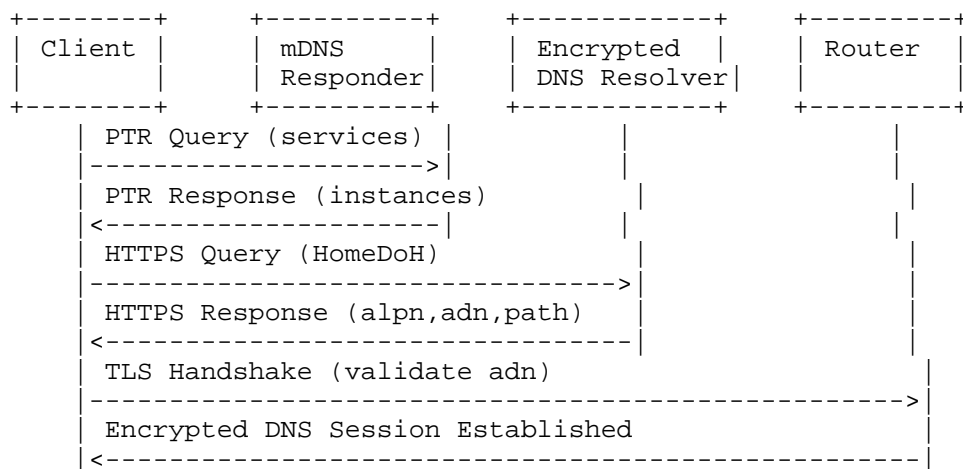 +--------+ +----------+ +------------+ +---------+
| Client | | mDNS | | Encrypted | | Router |
| | | Responder| | DNS Resolver| | |
+--------+ +----------+ +------------+ +---------+
| PTR Query (services) | | |
|--------------------->| | |
| PTR Response (instances) | |
|<---------------------| | |
| HTTPS Query (HomeDoH) | |
|--------------------------------->| |
| HTTPS Response (alpn,adn,path) | |
|<---------------------------------| |
| TLS Handshake (validate adn) |
|--------------------------------------------------->|
| Encrypted DNS Session Established |
|<---------------------------------------------------|